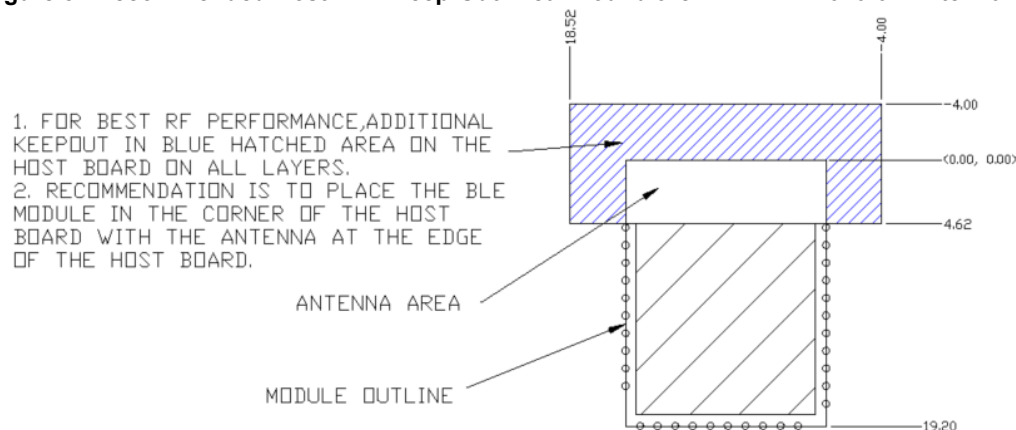 18.52
-4.00
1. FOR BEST RF PERFORMANCE,ADDITIONAL
KEEPOUT IN BLUE HATCHED AREA ON THE
HOST BOARD ON ALL LAYERS.
2. RECOMMENDATION IS TO PLACE THE BLE
MODULE IN THE CORNER OF THE HOST
BOARD WITH THE ANTENNA AT THE EDGE
OF THE HOST BOARD.
-4.00
(0.00, 0.00)
4.62
ANTENNA AREA
MODULE OUTLINE
19.20